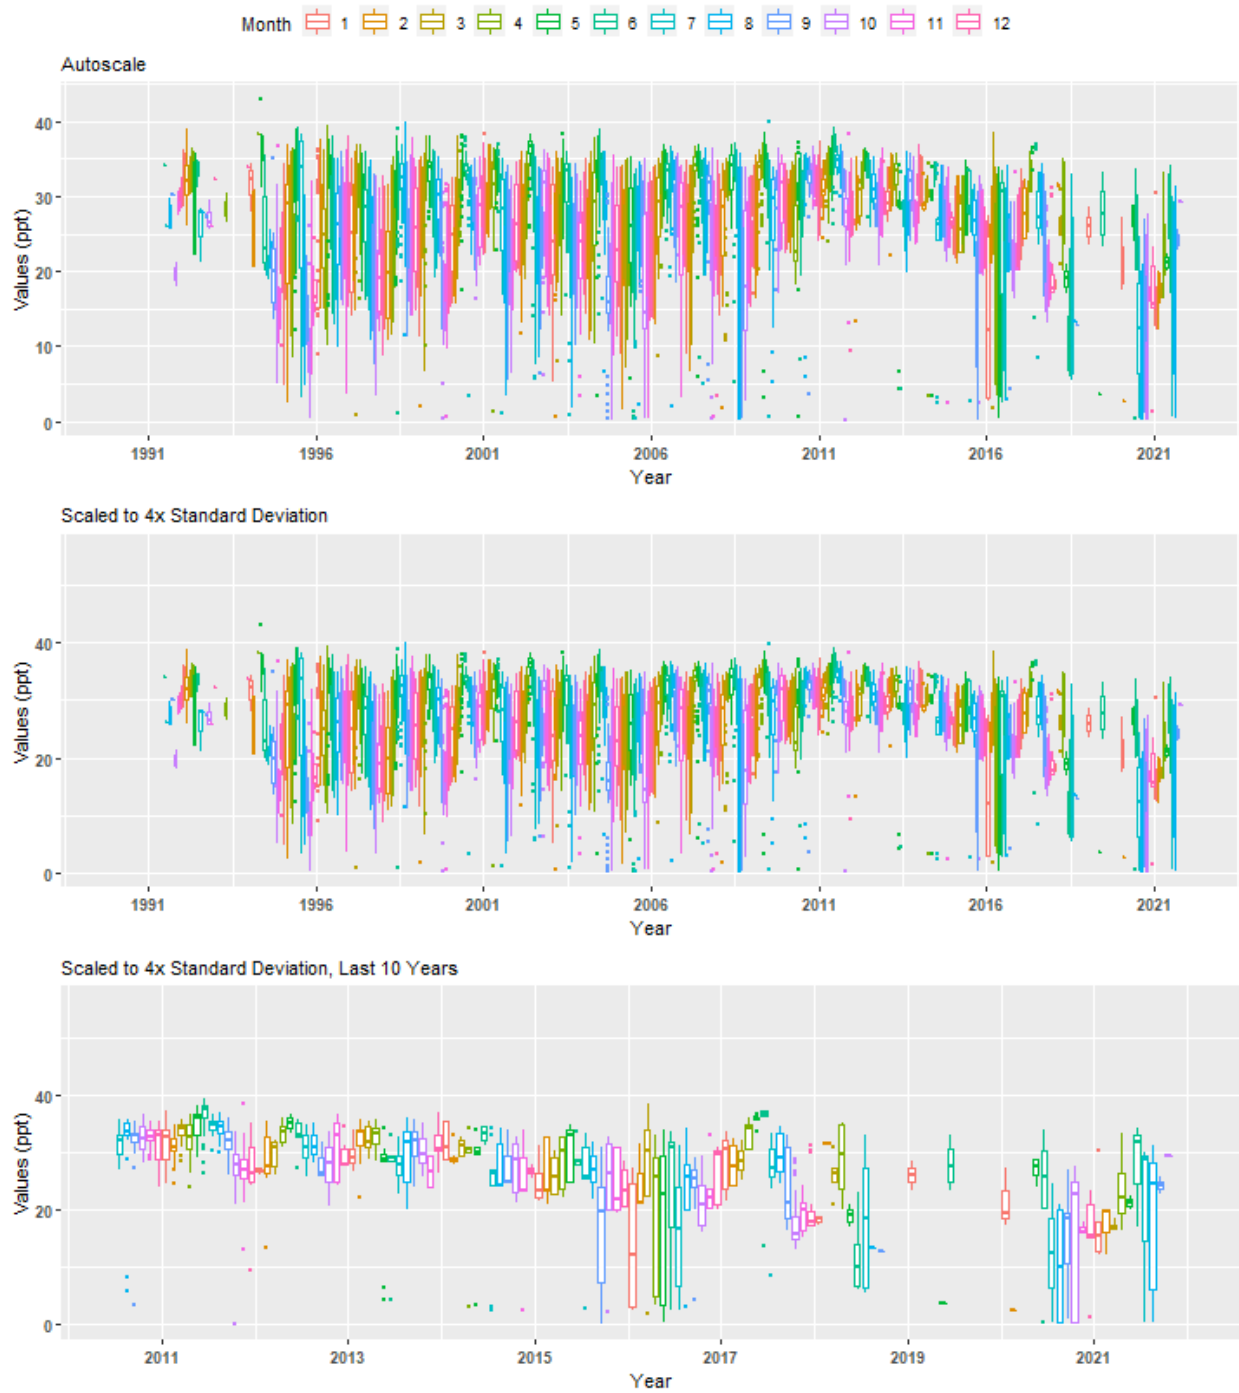 Month 1 2 3 4 5 6 7 8 9 10 11 12
Autoscale
Values (ppt)
40
30
20
10
0
1991 1996 2001 2006 2011 2016 2021
Year
Scaled to 4x Standard Deviation
Values (ppt)
40
20
0
1991 1996 2001 2006 2011 2016 2021
Year
Scaled to 4x Standard Deviation, Last 10 Years
Values (ppt)
40
20
0
2011 2013 2015 2017 2019 2021
Year